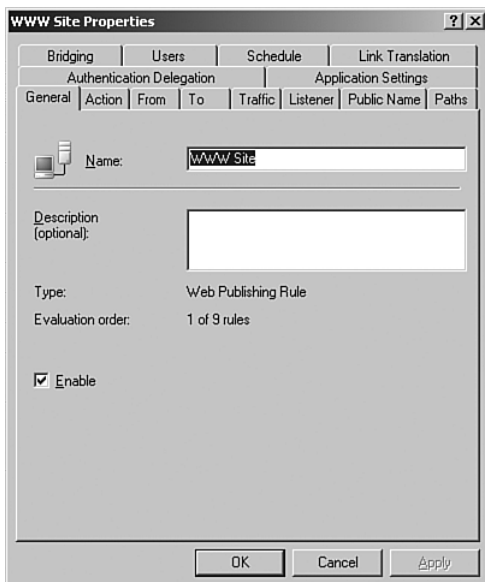 WWW Site Properties
Bridging Users Schedule Link Translation
Authentication Delegation Application Settings
General Action From To Traffic Listener Public Name Paths
Name: WWW Site
Description
(optional):
Type: Web Publishing Rule
Evaluation order: 1 of 9 rules
Enable
OK Cancel Apply